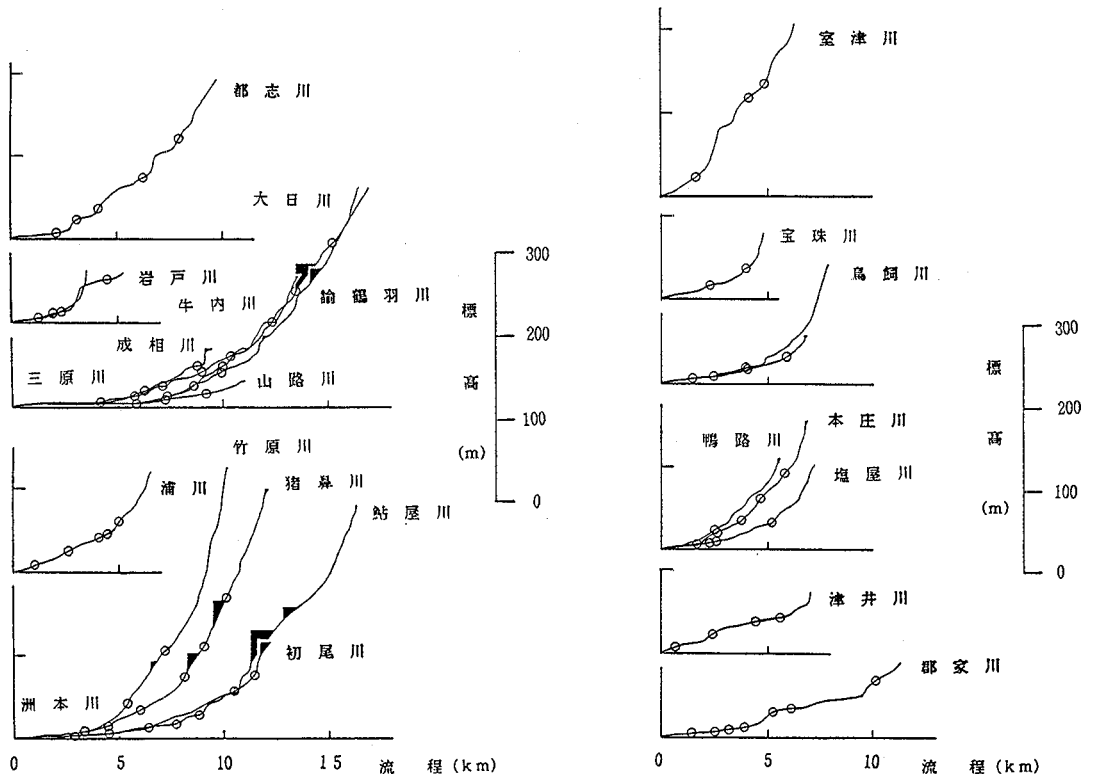 都志川
大日川
岩戸川
牛内川
諭鶴羽川
成相川
三原川
山路川
標高
(m)
300
200
100
0
竹原川
浦川
猪鼻川
鮎屋川
初尾川
洲本川
0
5
10
15
流程(km)
室津川
宝珠川
鳥飼川
本庄川
鴨路川
塩屋川
標高
(m)
300
200
100
0
津井川
郡家川
0
5
10
流程(km)